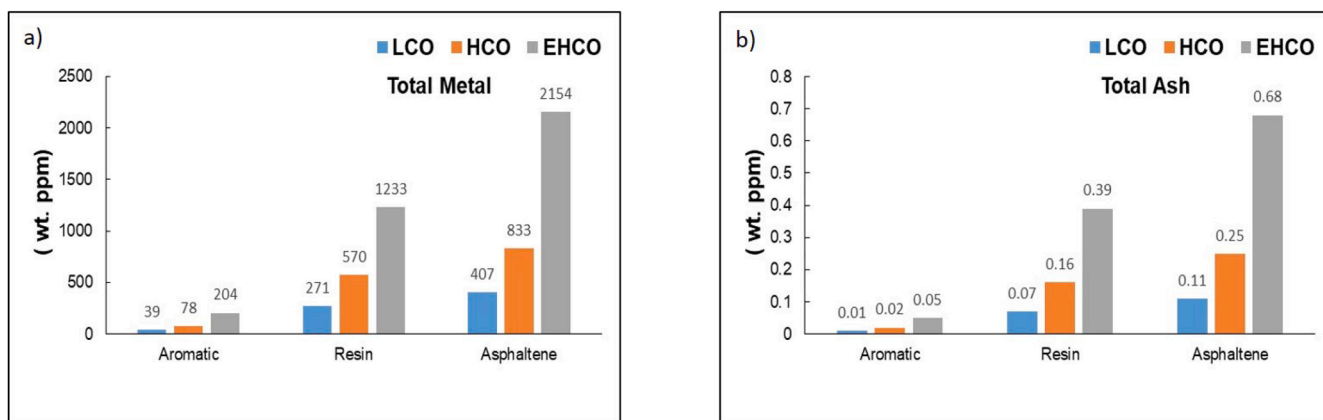 a)
LCO HCO EHCO
Total Metal
( wt. ppm)
2500
2000
1500
1000
500
0
39 78 204
271 570 1233
407 833 2154
Aromatic Resin Asphaltene
b)
LCO HCO EHCO
Total Ash
( wt. ppm)
0.8
0.7
0.6
0.5
0.4
0.3
0.2
0.1
0
0.01 0.02 0.05
0.07 0.16 0.39
0.11 0.25 0.68
Aromatic Resin Asphaltene